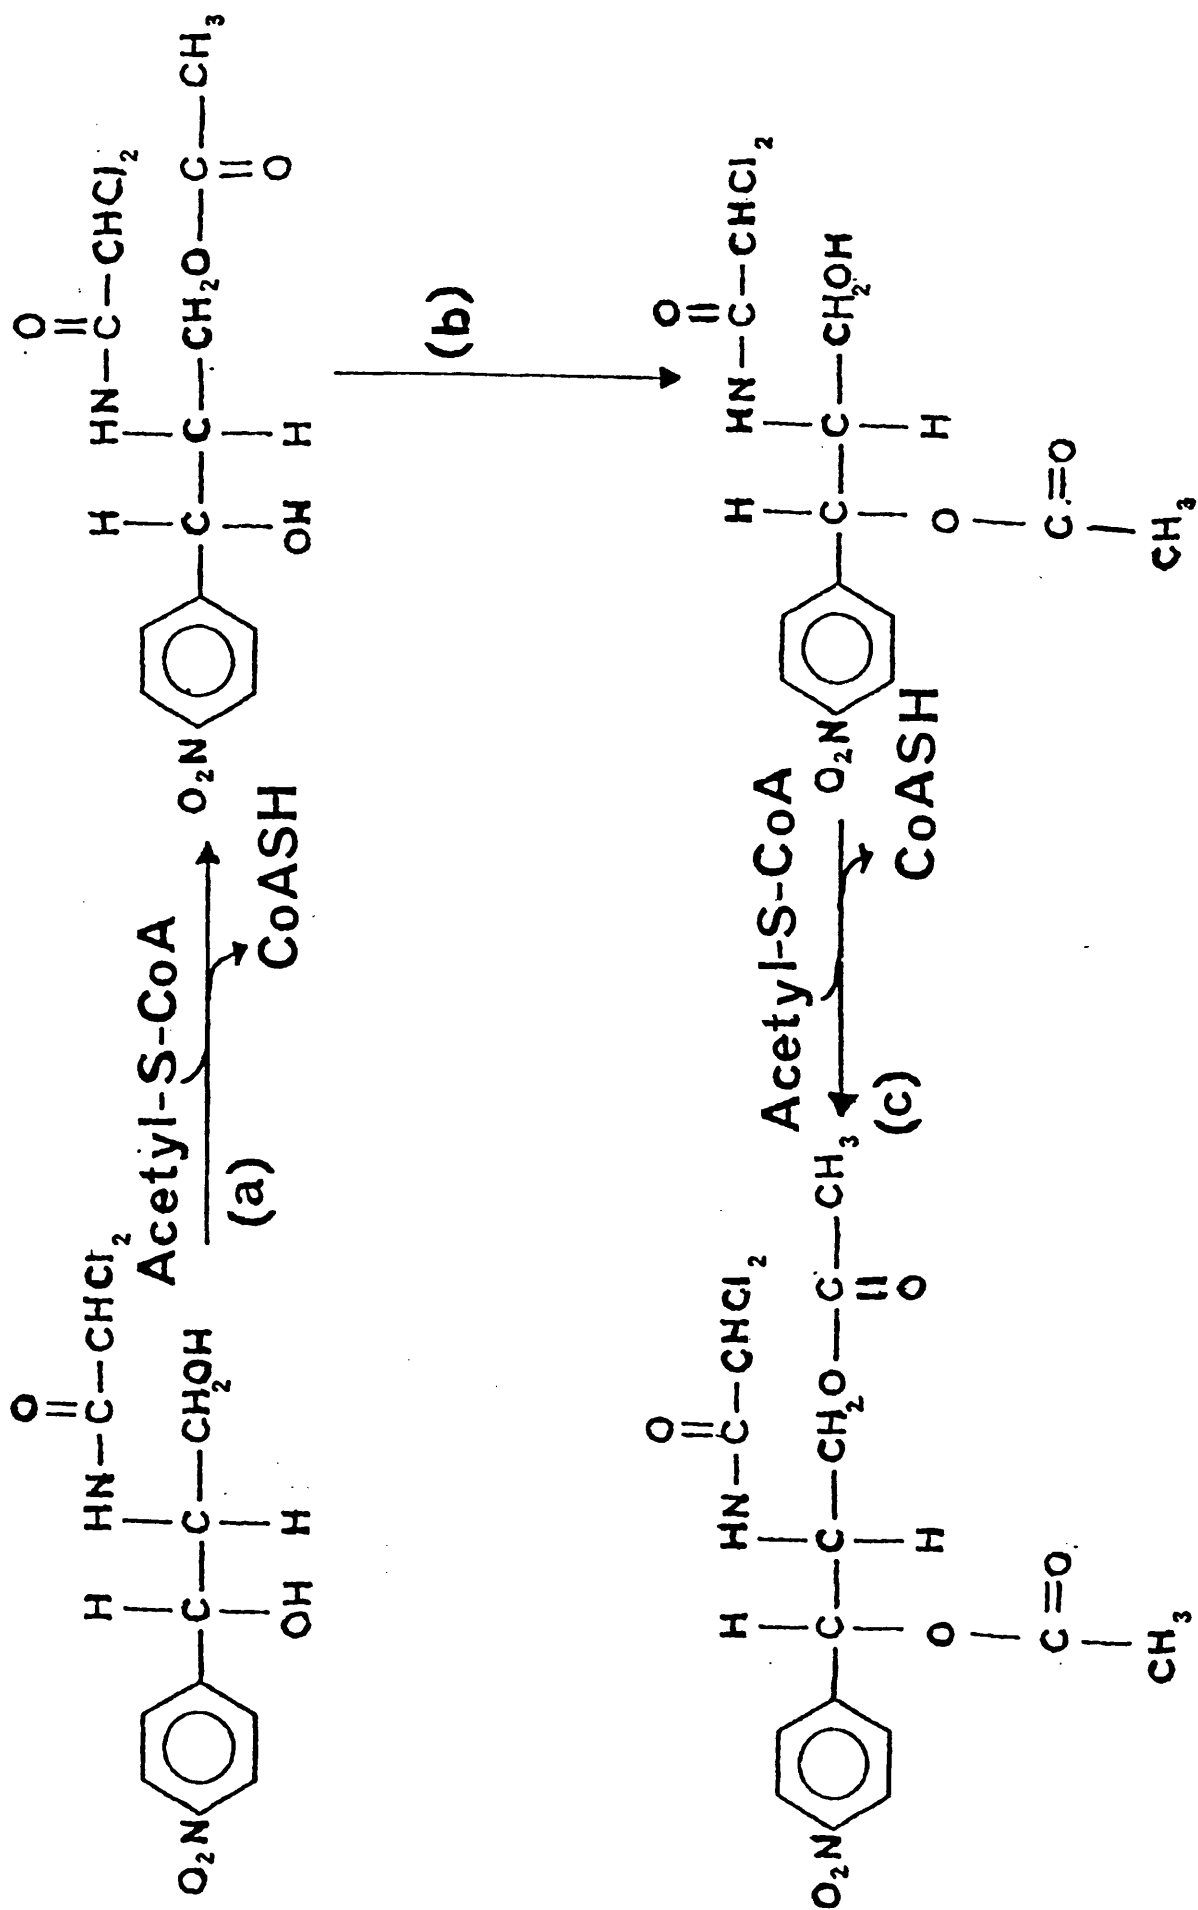 O O
H HN–C–CHCl₂ H HN–C–CHCl₂
Acetyl-S-CoA
O₂N C–C–CH₂OH O₂N C–C–CH₂O–C–CH₃
(a)
OH H CoASH OH H O
(b)
O O
H HN–C–CHCl₂ H HN–C–CHCl₂
Acetyl-S-CoA
O₂N C–C–CH₂O–C–CH₃ O₂N C–C–CH₂OH
(c)
O H O CoASH O H
C=O C=O
CH₃ CH₃